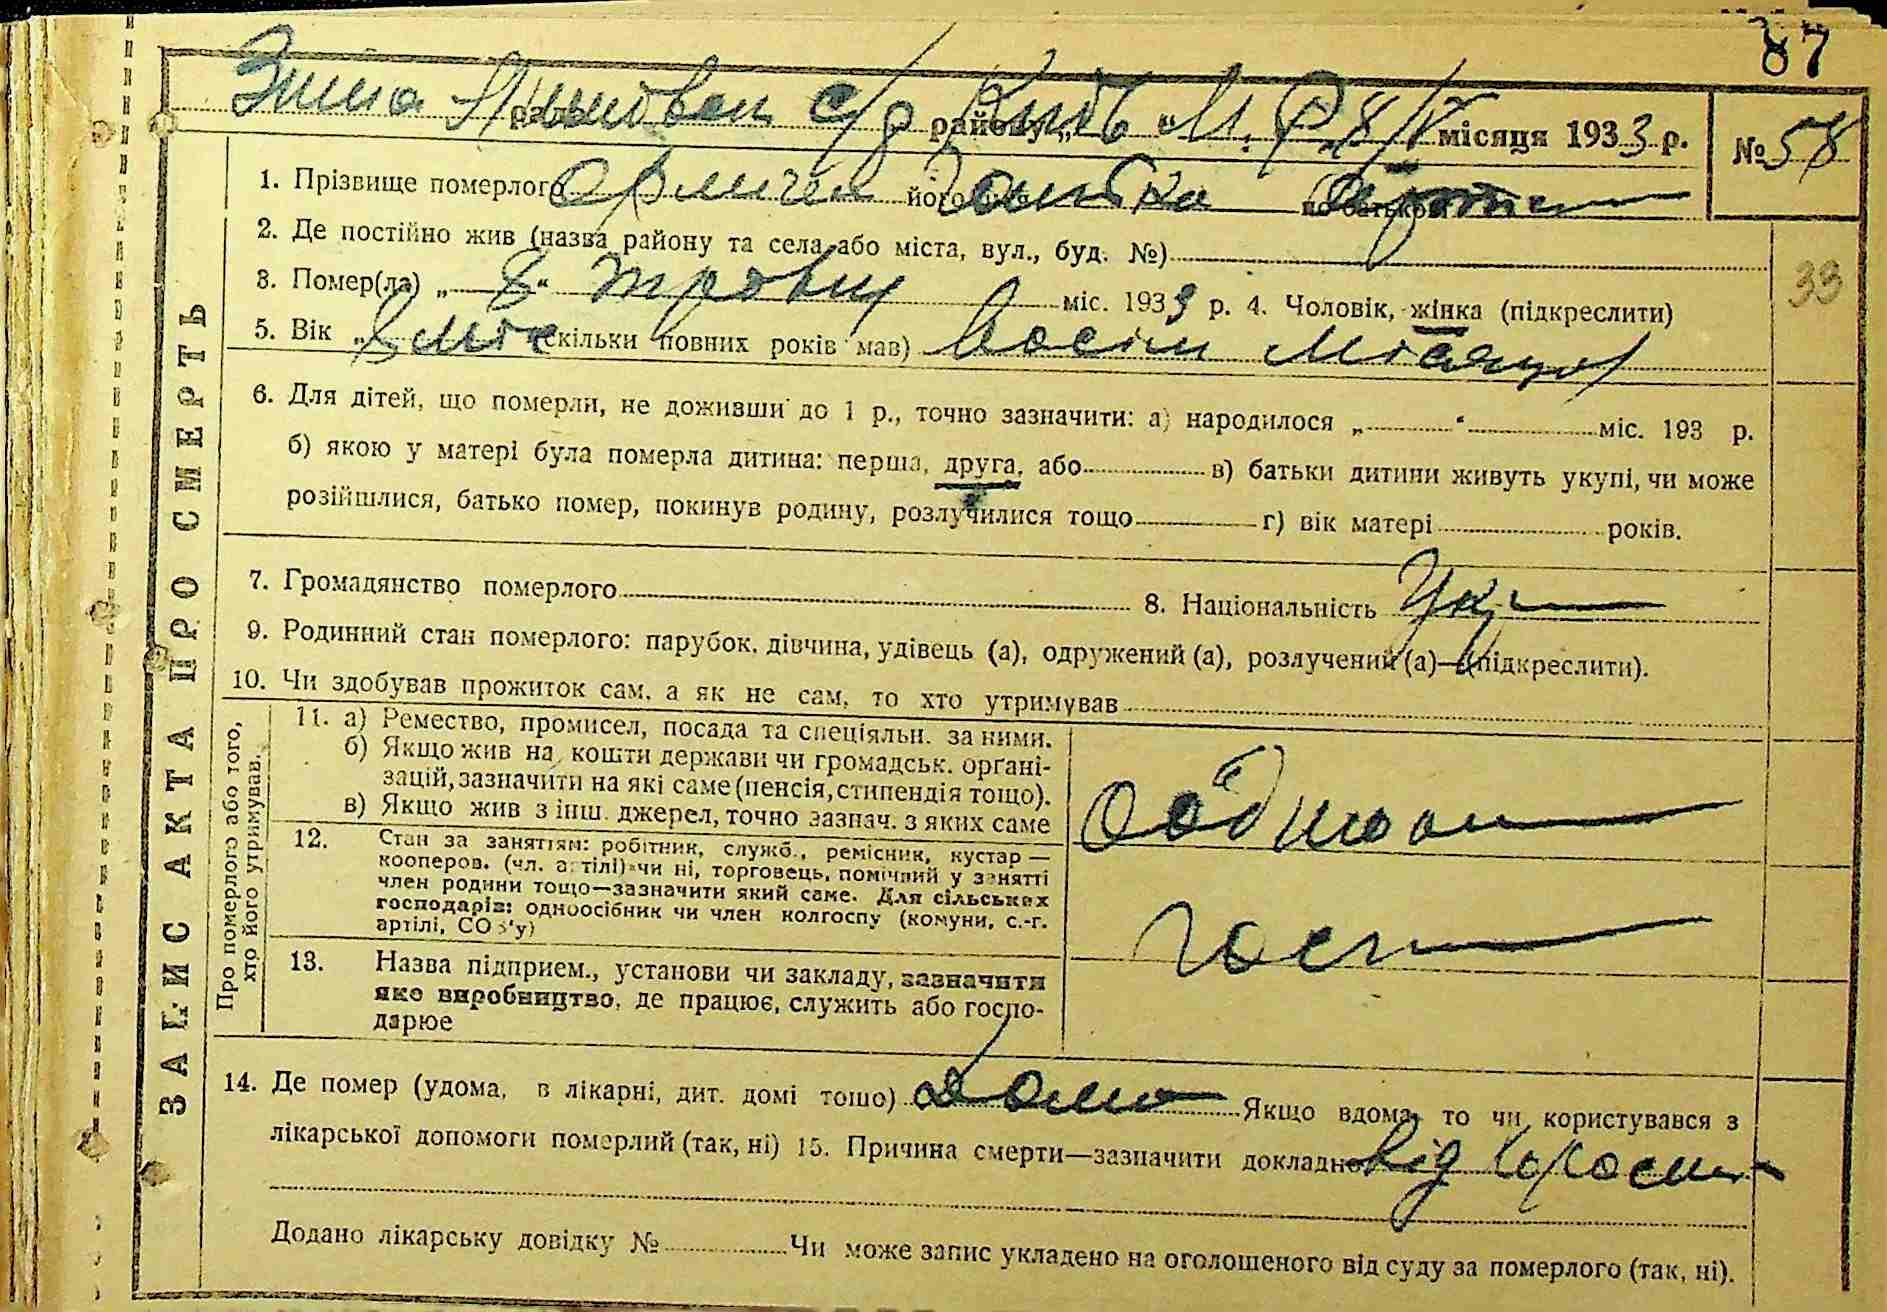 87
с/р району „ “ М. Р. 8/V місяця 1933 р. № 58
1. Прізвище померлого його по батькові
2. Де постійно жив (назва району та села або міста, вул., буд. №)
33
3. Помер(ла) „ 8 “ міс. 1933 р. 4. Чоловік, жінка (підкреслити)
5. Вік „ 8 міс (скільки повних років мав) Восім місяцов
6. Для дітей, що померли, не доживши до 1 р., точно зазначити: а) народилося „ “ міс. 193 р.
б) якою у матері була померла дитина: перша, друга, або в) батьки дитини живуть укупі, чи може
розійшлися, батько помер, покинув родину, розлучилися тощо г) вік матері років.
7. Громадянство померлого 8. Національність Укр
9. Родинний стан померлого: парубок, дівчина, удівець (а), одружений (а), розлучений (а)—(підкреслити).
10. Чи здобував прожиток сам, а як не сам, то хто утримував
ЗАПИС АКТА ПРО СМЕРТЬ
Про померлого або того, хто його утримував.
11. а) Ремество, промисел, посада та спеціяльн. за ними.
б) Якщо жив на кошти держави чи громадськ. органі-
зацій, зазначити на які саме (пенсія, стипендія тощо).
в) Якщо жив з інш. джерел, точно зазнач. з яких саме
12. Стан за заняттям: робітник, служб., ремісник, кустар —
кооперов. (чл. артілі) чи ні, торговець, помічний у занятті
член родини тощо—зазначити який саме. Для сільських
господарів: одноосібник чи член колгоспу (комуни, с.-г.
артілі, СОЗ'у)
13. Назва підприєм., установи чи закладу, зазначити
яке виробництво, де працює, служить або госпо-
дарює
14. Де помер (удома, в лікарні, дит. домі тощо) Дома Якщо вдома, то чи користувався з
лікарської допомоги померлий (так, ні) 15. Причина смерти—зазначити докладно від
Додано лікарську довідку № Чи може запис укладено на оголошеного від суду за померлого (так, ні).